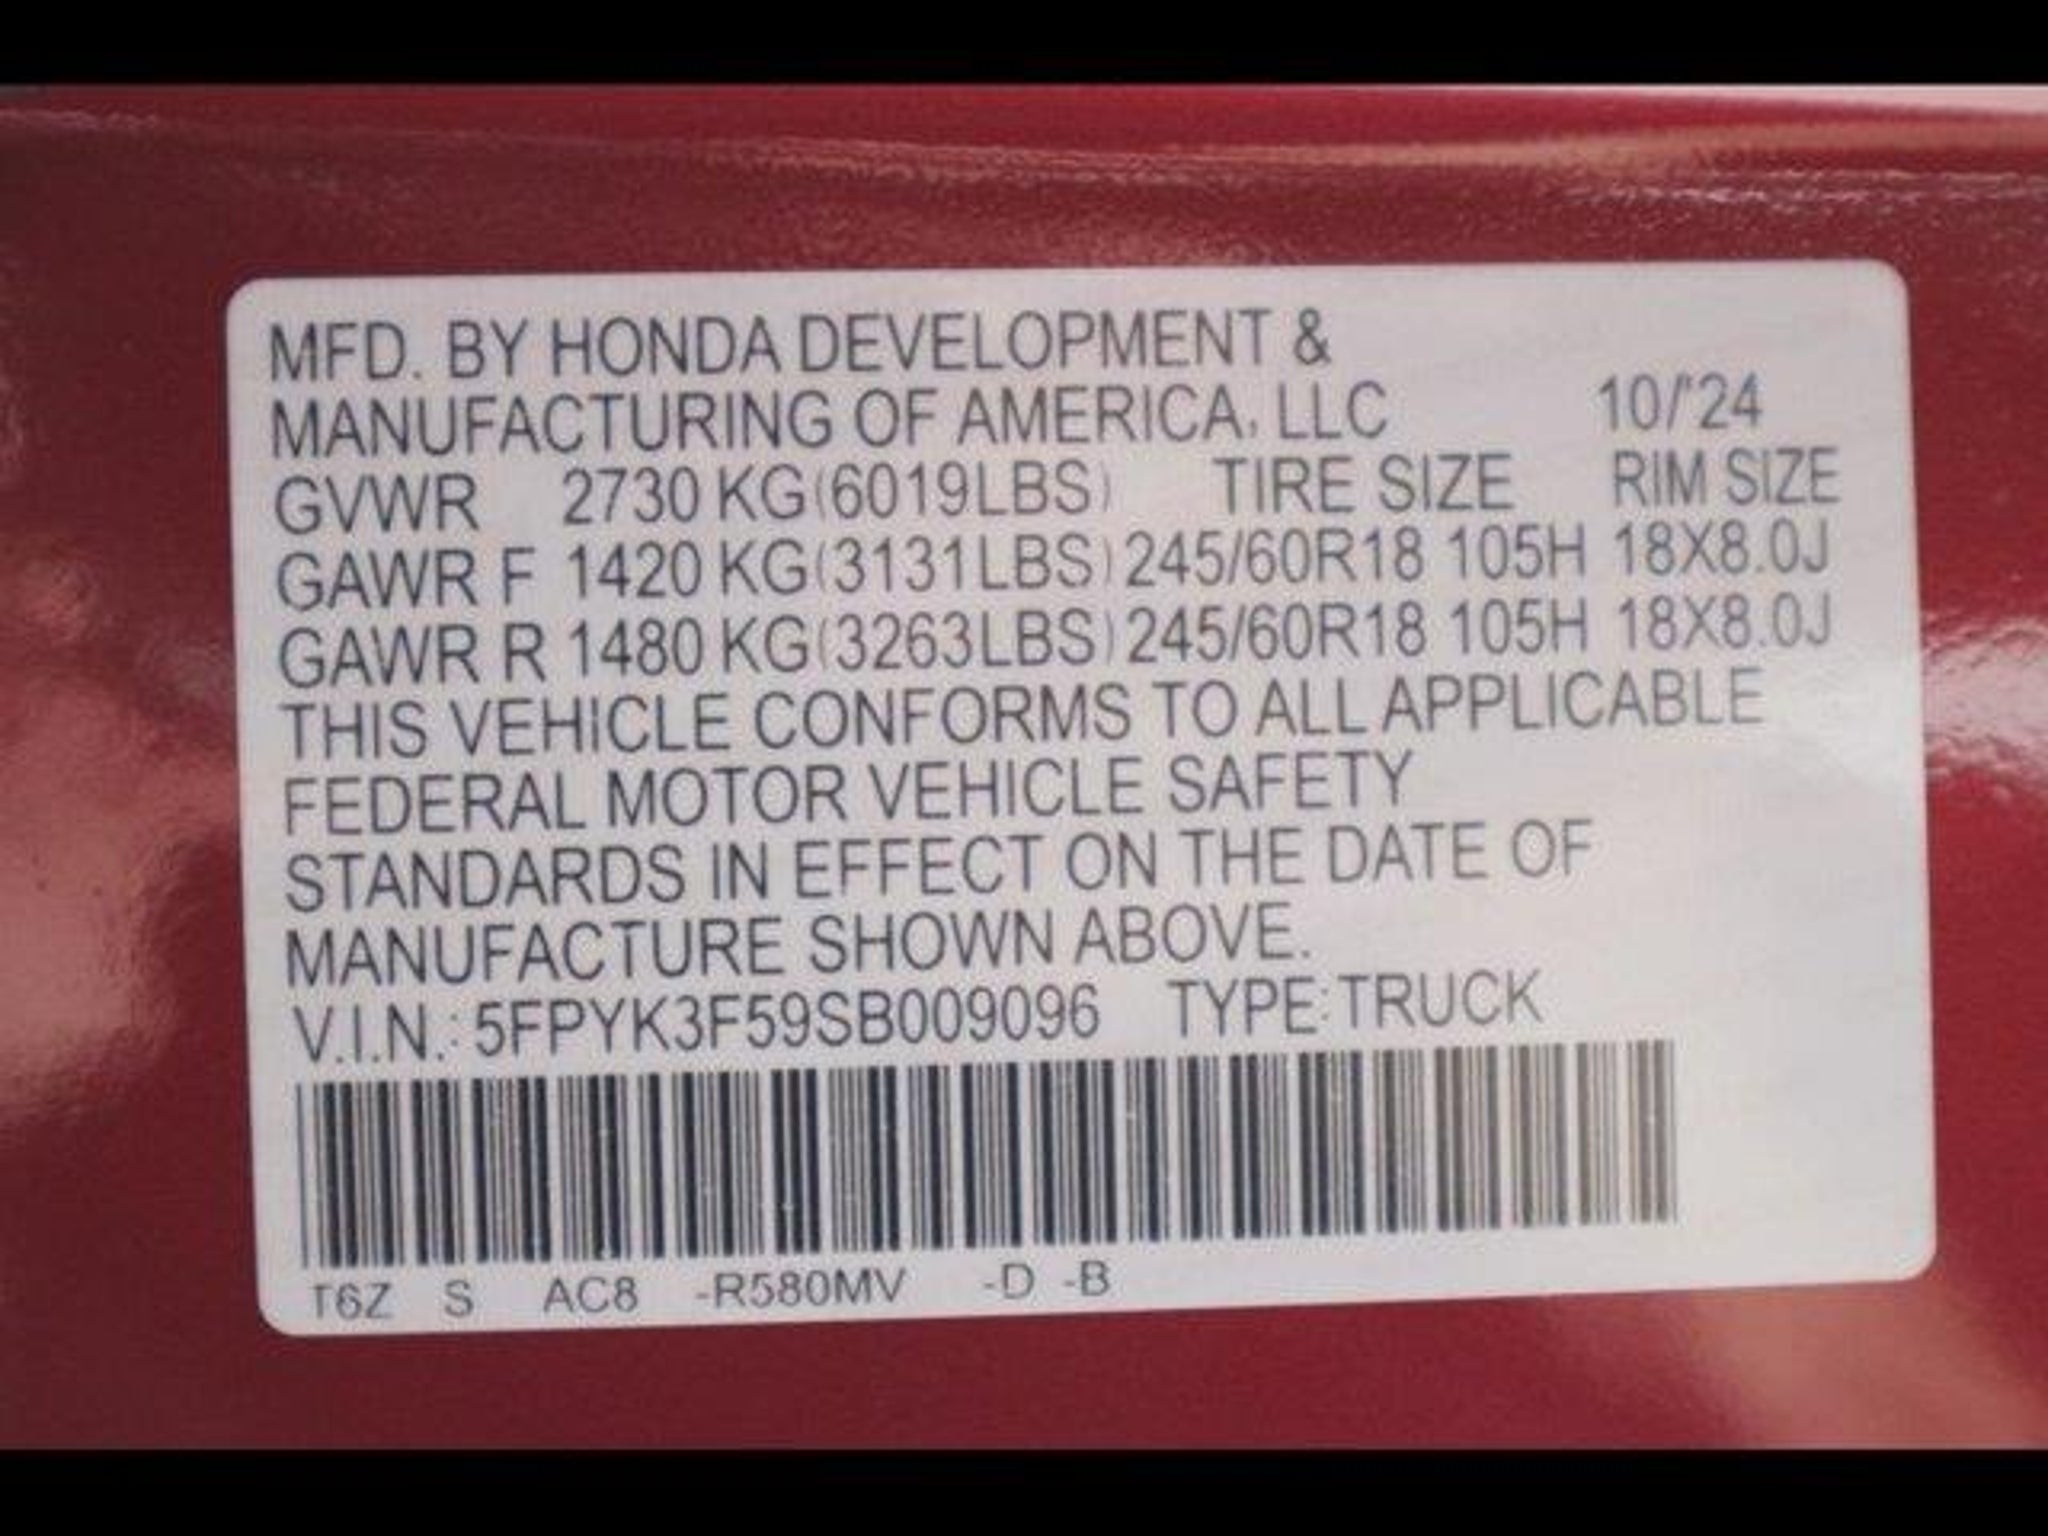 MFD. BY HONDA DEVELOPMENT &
MANUFACTURING OF AMERICA, LLC 10/'24
GVWR 2730 KG(6019LBS) TIRE SIZE RIM SIZE
GAWR F 1420 KG(3131LBS) 245/60R18 105H 18X8.0J
GAWR R 1480 KG(3263LBS) 245/60R18 105H 18X8.0J
THIS VEHICLE CONFORMS TO ALL APPLICABLE
FEDERAL MOTOR VEHICLE SAFETY
STANDARDS IN EFFECT ON THE DATE OF
MANUFACTURE SHOWN ABOVE.
V.I.N.: 5FPYK3F59SB009096 TYPE: TRUCK
T6Z S AC8 -R580MV -D -B